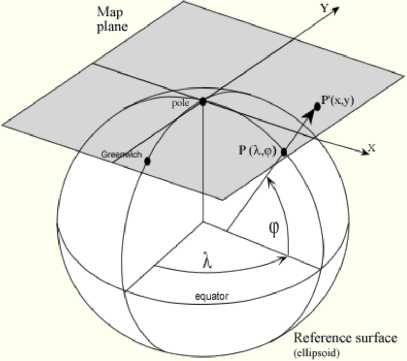 Map
plane
Y
pole
P'(x,y)
Greenwich
P (λ,φ)
X
φ
λ
equator
Reference surface
(ellipsoid)